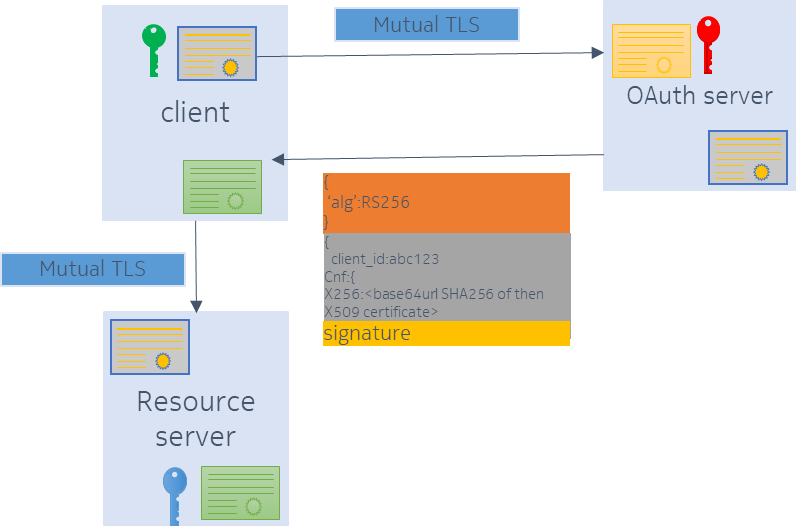 Mutual TLS
client
OAuth server
{
‘alg’:RS256
}
{
client_id:abc123
Cnf:{
X256:<base64url SHA256 of then
X509 certificate>
signature
Mutual TLS
Resource
server